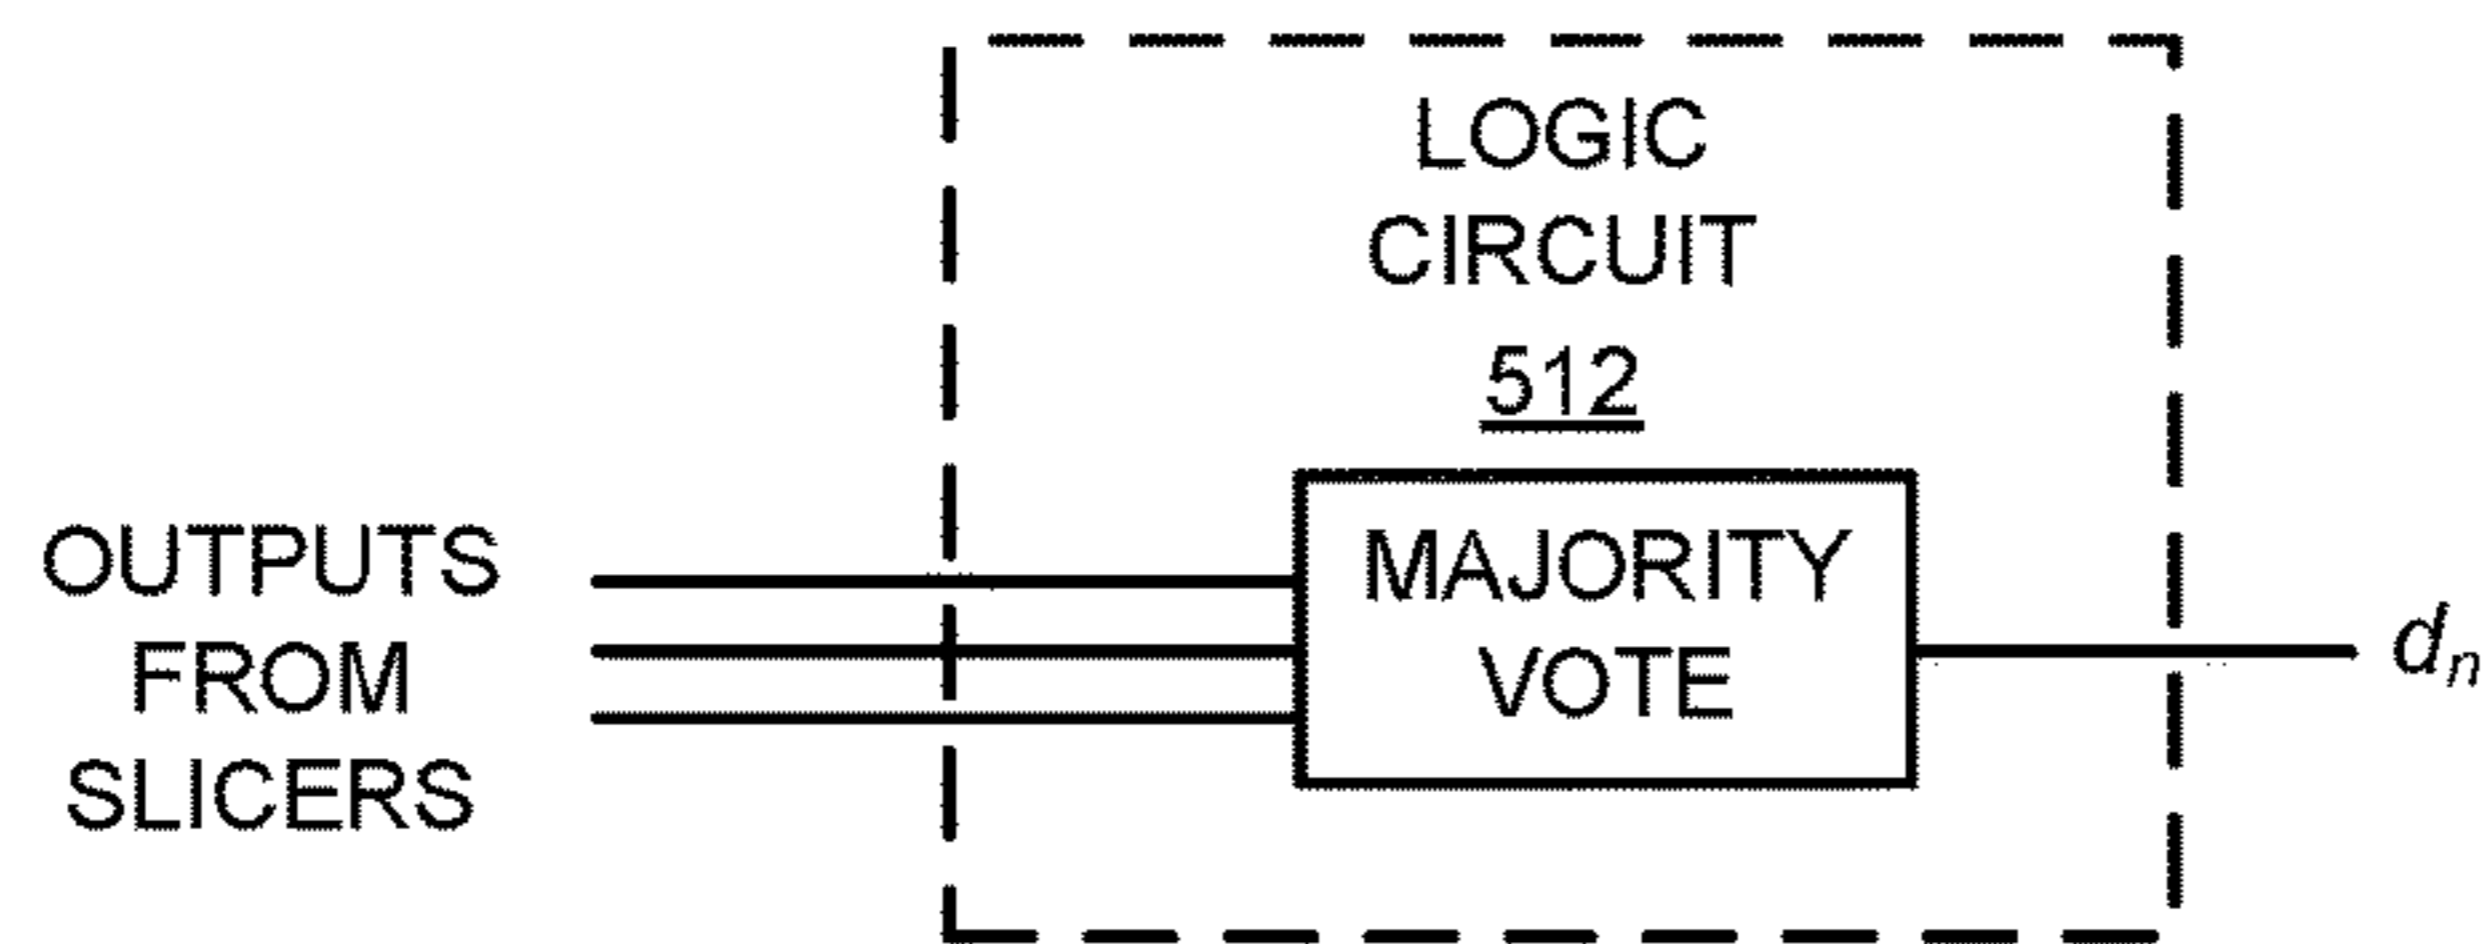 LOGIC
CIRCUIT
512
OUTPUTS
FROM
SLICERS
MAJORITY
VOTE
dn